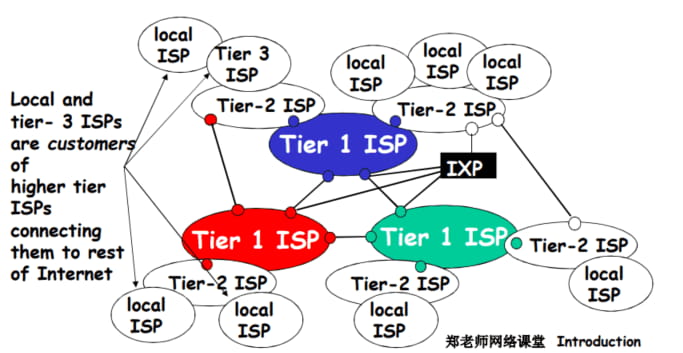 local
ISP
Tier 3
ISP
local
ISP
local
ISP
local
ISP
Local and
tier- 3 ISPs
are customers
of
higher tier
ISPs
connecting
them to rest
of Internet
Tier-2 ISP
Tier-2 ISP
Tier 1 ISP
IXP
Tier 1 ISP
Tier 1 ISP
Tier-2 ISP
Tier-2 ISP
Tier-2 ISP
local
ISP
local
ISP
local
ISP
local
ISP
郑老师网络课堂 Introduction